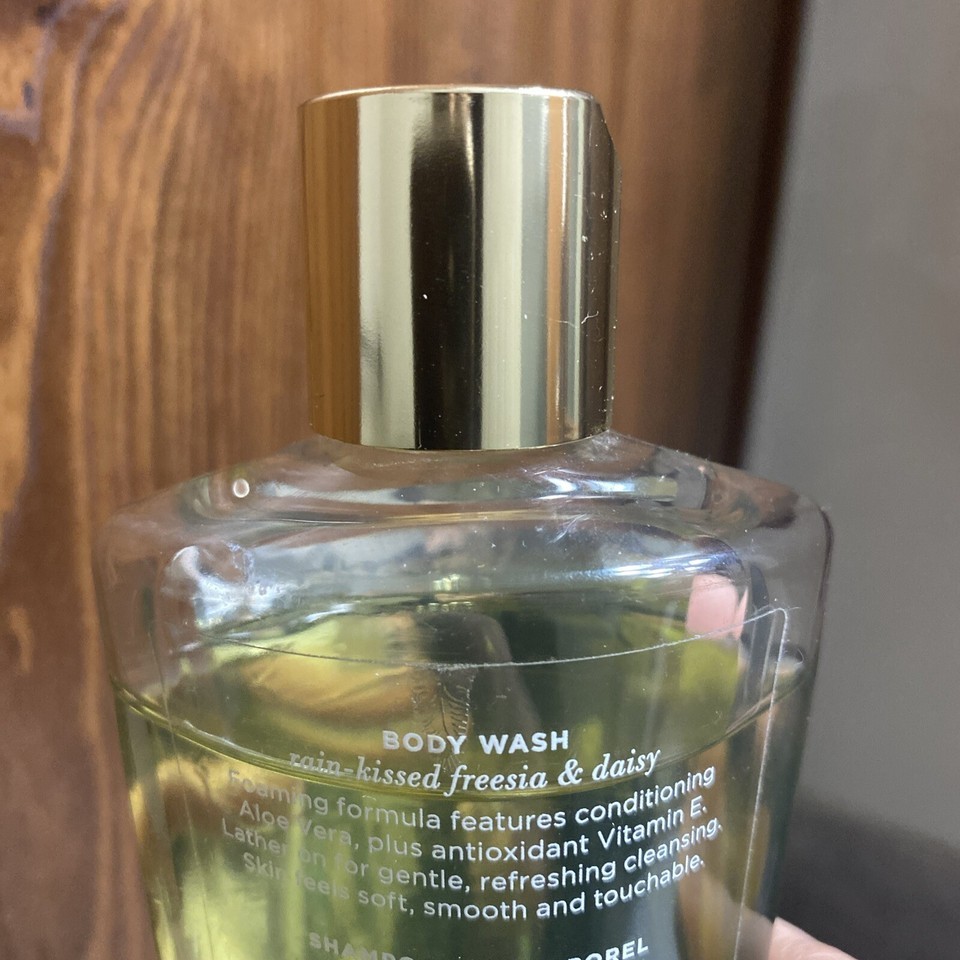 BODY WASH
rain-kissed freesia & daisy
Foaming formula features conditioning
Aloe Vera, plus antioxidant Vitamin E.
Lather on for gentle, refreshing cleansing.
Skin feels soft, smooth and touchable.